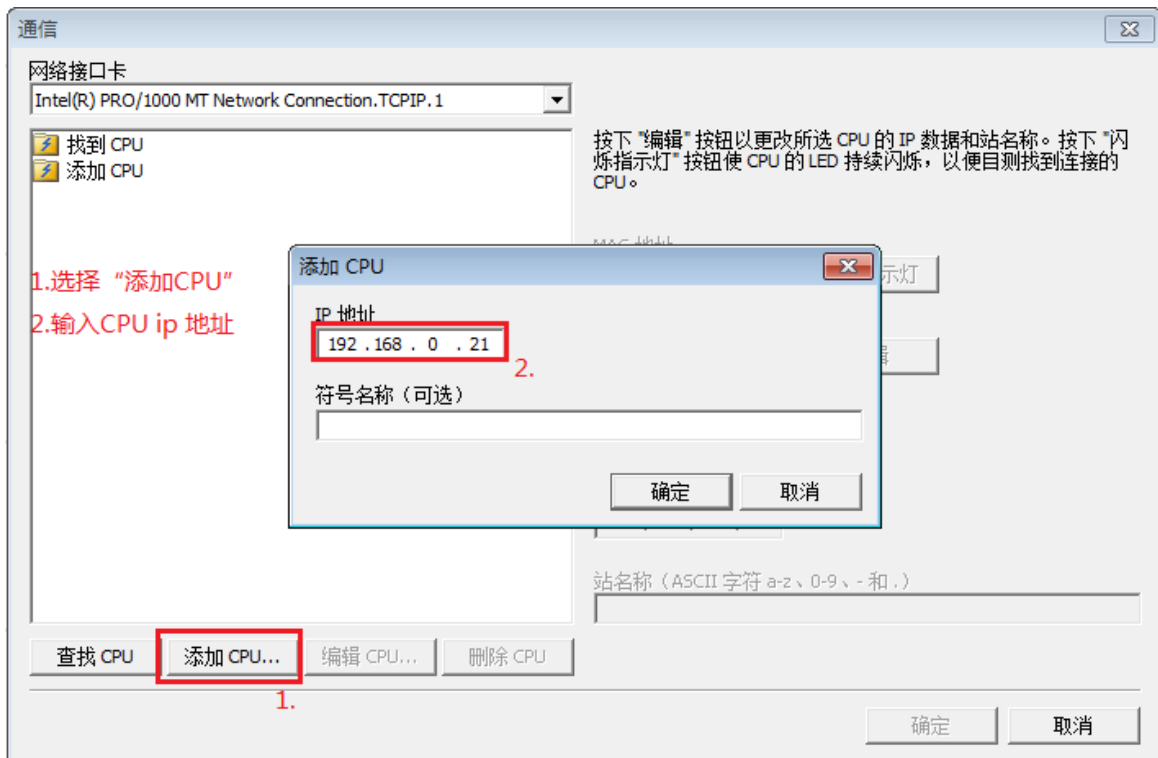 通信
网络接口卡
Intel(R) PRO/1000 MT Network Connection.TCPIP.1
找到 CPU
添加 CPU
按下 "编辑" 按钮以更改所选 CPU 的 IP 数据和站名称。按下 "闪
烁指示灯" 按钮使 CPU 的 LED 持续闪烁，以便目测找到连接的
CPU。
MAC 地址
示灯
1.选择“添加CPU”
2.输入CPU ip 地址
添加 CPU
IP 地址
192 . 168 . 0 . 21
2.
符号名称（可选）
确定
取消
站名称（ASCII 字符 a-z、0-9、- 和 .）
查找 CPU
添加 CPU...
编辑 CPU...
删除 CPU
1.
确定
取消